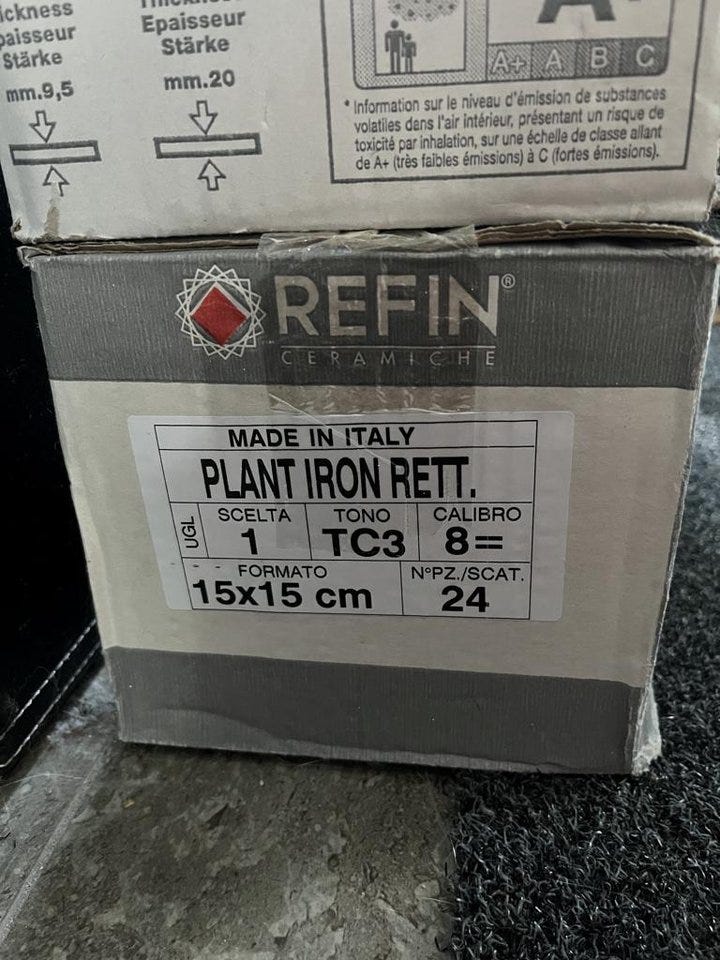 Epaisseur
Stärke
mm.20
Stärke
mm.9,5
A+ A B C
* Information sur le niveau d'émission de substances
volatiles dans l'air intérieur, présentant un risque de
toxicité par inhalation, sur une échelle de classe allant
de A+ (très faibles émissions) à C (fortes émissions).
REFIN®
CERAMICHE
MADE IN ITALY
PLANT IRON RETT.
UGL
SCELTA TONO CALIBRO
1 TC3 8=
FORMATO N°PZ./SCAT.
15x15 cm 24